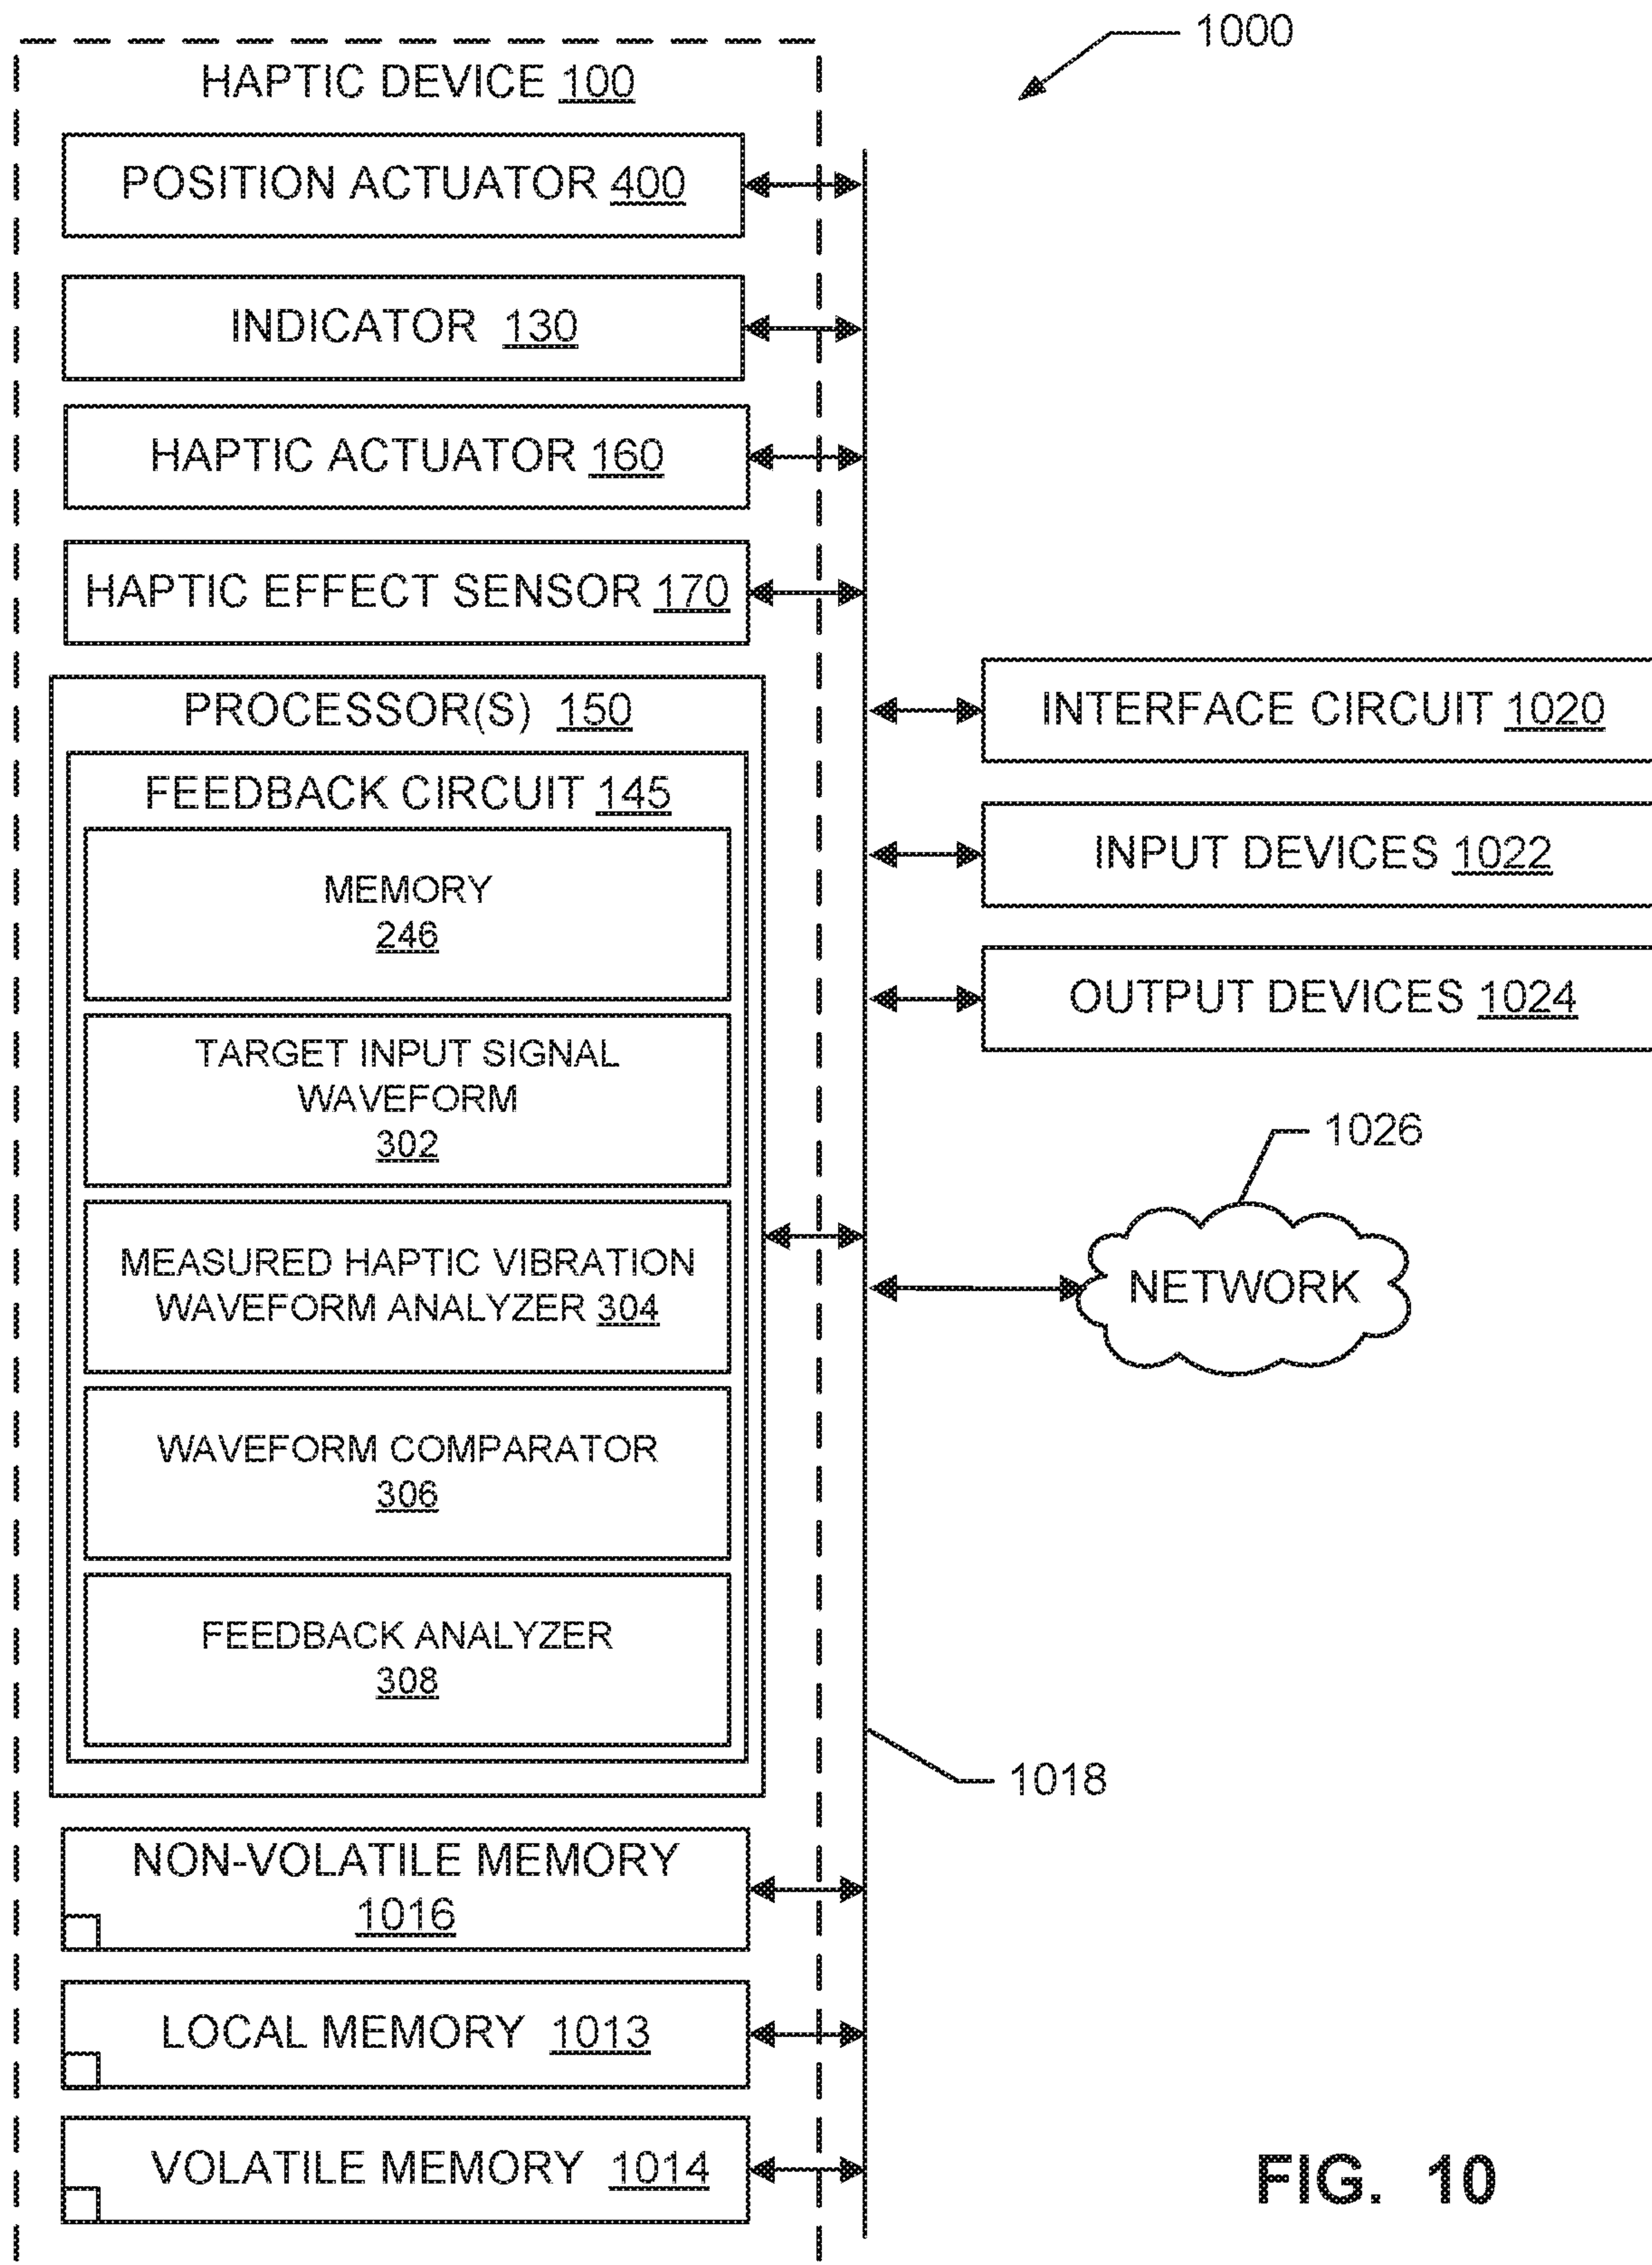 1000
HAPTIC DEVICE 100
POSITION ACTUATOR 400
INDICATOR 130
HAPTIC ACTUATOR 160
HAPTIC EFFECT SENSOR 170
PROCESSOR(S) 150
FEEDBACK CIRCUIT 145
MEMORY
246
TARGET INPUT SIGNAL
WAVEFORM
302
MEASURED HAPTIC VIBRATION
WAVEFORM ANALYZER 304
WAVEFORM COMPARATOR
306
FEEDBACK ANALYZER
308
NON-VOLATILE MEMORY
1016
LOCAL MEMORY 1013
VOLATILE MEMORY 1014
INTERFACE CIRCUIT 1020
INPUT DEVICES 1022
OUTPUT DEVICES 1024
1026
NETWORK
1018
FIG. 10